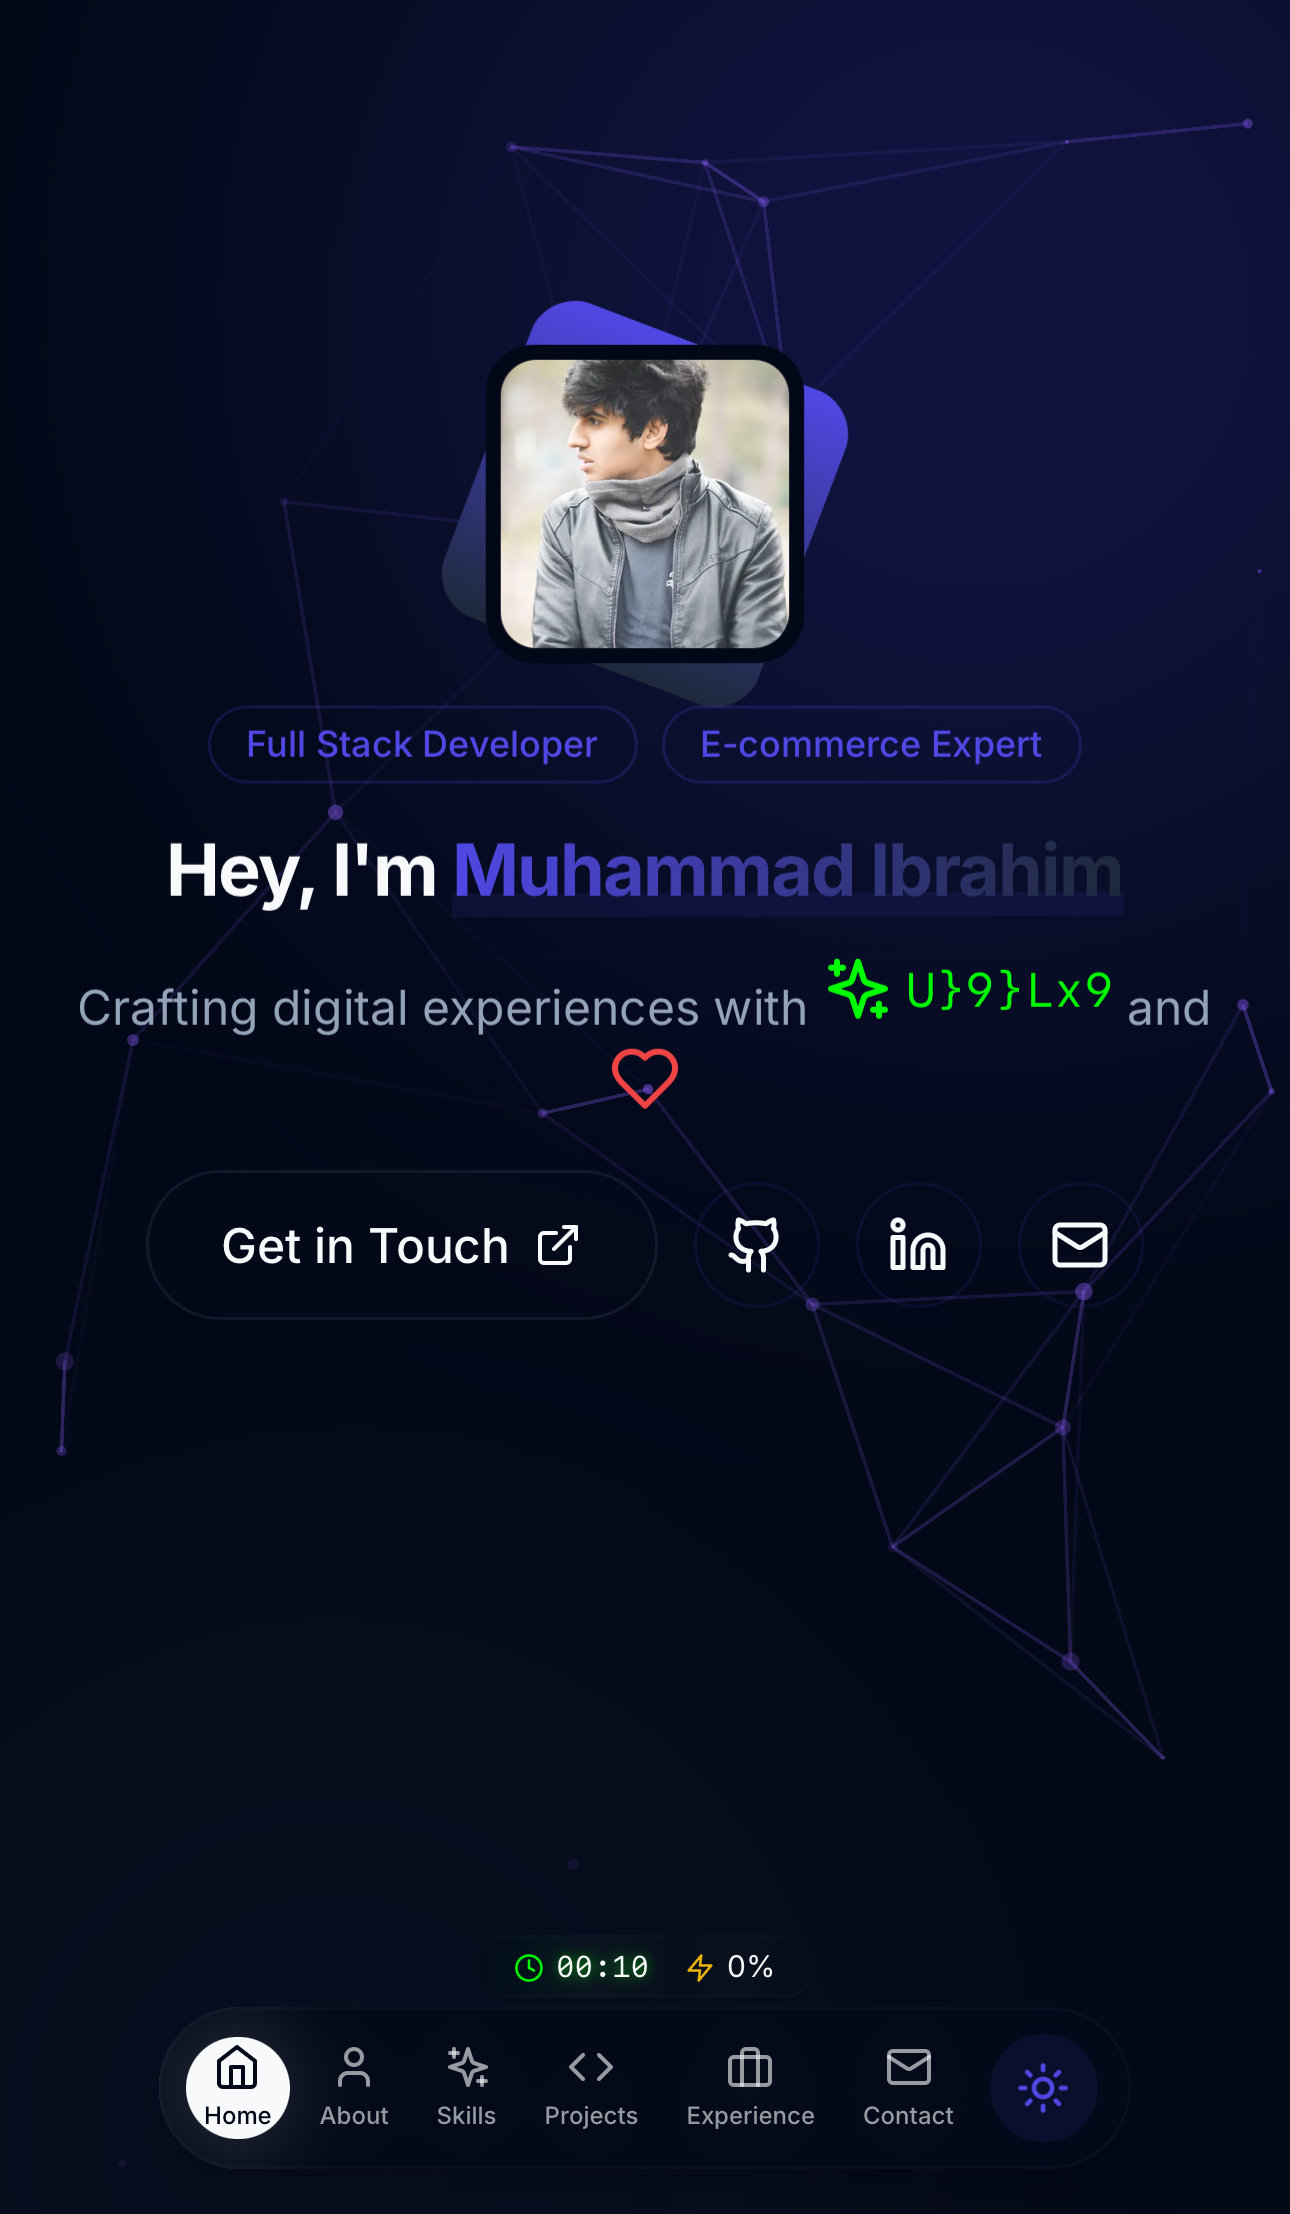 Full Stack Developer E-commerce Expert
Hey, I'm Muhammad Ibrahim
Crafting digital experiences with U}9}Lx9 and
Get in Touch
00:10 0%
Home About Skills Projects Experience Contact